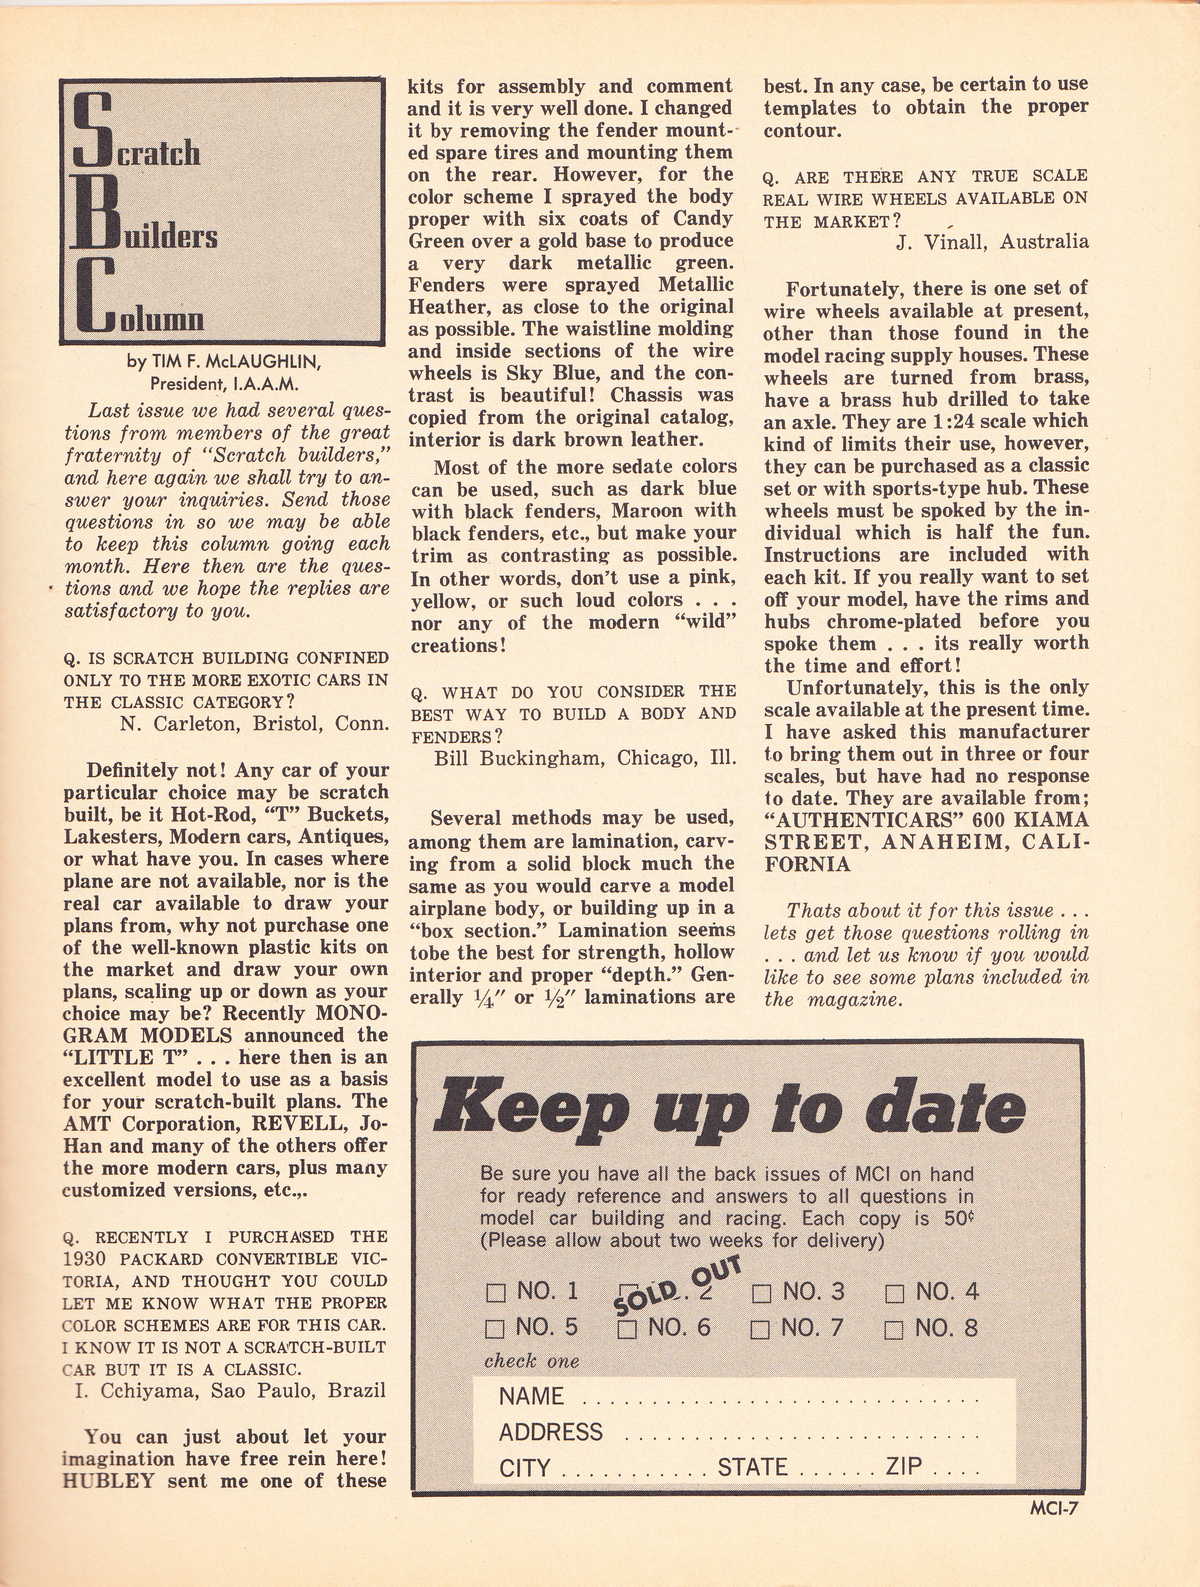 Scratch
Builders
Column
by TIM F. McLAUGHLIN,
President, I.A.A.M.
Last issue we had several ques-
tions from members of the great
fraternity of "Scratch builders,"
and here again we shall try to an-
swer your inquiries. Send those
questions in so we may be able
to keep this column going each
month. Here then are the ques-
tions and we hope the replies are
satisfactory to you.
Q. IS SCRATCH BUILDING CONFINED
ONLY TO THE MORE EXOTIC CARS IN
THE CLASSIC CATEGORY?
N. Carleton, Bristol, Conn.
Definitely not! Any car of your
particular choice may be scratch
built, be it Hot-Rod, "T" Buckets,
Lakesters, Modern cars, Antiques,
or what have you. In cases where
plane are not available, nor is the
real car available to draw your
plans from, why not purchase one
of the well-known plastic kits on
the market and draw your own
plans, scaling up or down as your
choice may be? Recently MONO-
GRAM MODELS announced the
"LITTLE T" . . . here then is an
excellent model to use as a basis
for your scratch-built plans. The
AMT Corporation, REVELL, Jo-
Han and many of the others offer
the more modern cars, plus many
customized versions, etc.,.
Q. RECENTLY I PURCHASED THE
1930 PACKARD CONVERTIBLE VIC-
TORIA, AND THOUGHT YOU COULD
LET ME KNOW WHAT THE PROPER
COLOR SCHEMES ARE FOR THIS CAR.
I KNOW IT IS NOT A SCRATCH-BUILT
CAR BUT IT IS A CLASSIC.
I. Cchiyama, Sao Paulo, Brazil
You can just about let your
imagination have free rein here!
HUBLEY sent me one of these
kits for assembly and comment
and it is very well done. I changed
it by removing the fender mount-
ed spare tires and mounting them
on the rear. However, for the
color scheme I sprayed the body
proper with six coats of Candy
Green over a gold base to produce
a very dark metallic green.
Fenders were sprayed Metallic
Heather, as close to the original
as possible. The waistline molding
and inside sections of the wire
wheels is Sky Blue, and the con-
trast is beautiful! Chassis was
copied from the original catalog,
interior is dark brown leather.
Most of the more sedate colors
can be used, such as dark blue
with black fenders, Maroon with
black fenders, etc., but make your
trim as contrasting as possible.
In other words, don't use a pink,
yellow, or such loud colors . . .
nor any of the modern "wild"
creations!
Q. WHAT DO YOU CONSIDER THE
BEST WAY TO BUILD A BODY AND
FENDERS?
Bill Buckingham, Chicago, Ill.
Several methods may be used,
among them are lamination, carv-
ing from a solid block much the
same as you would carve a model
airplane body, or building up in a
"box section." Lamination seems
tobe the best for strength, hollow
interior and proper "depth." Gen-
erally ¼" or ½" laminations are
best. In any case, be certain to use
templates to obtain the proper
contour.
Q. ARE THERE ANY TRUE SCALE
REAL WIRE WHEELS AVAILABLE ON
THE MARKET?
J. Vinall, Australia
Fortunately, there is one set of
wire wheels available at present,
other than those found in the
model racing supply houses. These
wheels are turned from brass,
have a brass hub drilled to take
an axle. They are 1:24 scale which
kind of limits their use, however,
they can be purchased as a classic
set or with sports-type hub. These
wheels must be spoked by the in-
dividual which is half the fun.
Instructions are included with
each kit. If you really want to set
off your model, have the rims and
hubs chrome-plated before you
spoke them . . . its really worth
the time and effort!
Unfortunately, this is the only
scale available at the present time.
I have asked this manufacturer
to bring them out in three or four
scales, but have had no response
to date. They are available from;
"AUTHENTICARS" 600 KIAMA
STREET, ANAHEIM, CALI-
FORNIA
Thats about it for this issue . . .
lets get those questions rolling in
. . . and let us know if you would
like to see some plans included in
the magazine.
Keep up to date
Be sure you have all the back issues of MCI on hand
for ready reference and answers to all questions in
model car building and racing. Each copy is 50¢
(Please allow about two weeks for delivery)
☐ NO. 1 SOLD OUT 2 ☐ NO. 3 ☐ NO. 4
☐ NO. 5 ☐ NO. 6 ☐ NO. 7 ☐ NO. 8
check one
NAME . . . . . . . . . . . . . . . . . . . . . . . . . . . . .
ADDRESS . . . . . . . . . . . . . . . . . . . . . . . . . .
CITY . . . . . . . . . . . STATE . . . . . . ZIP . . . .
MCI-7